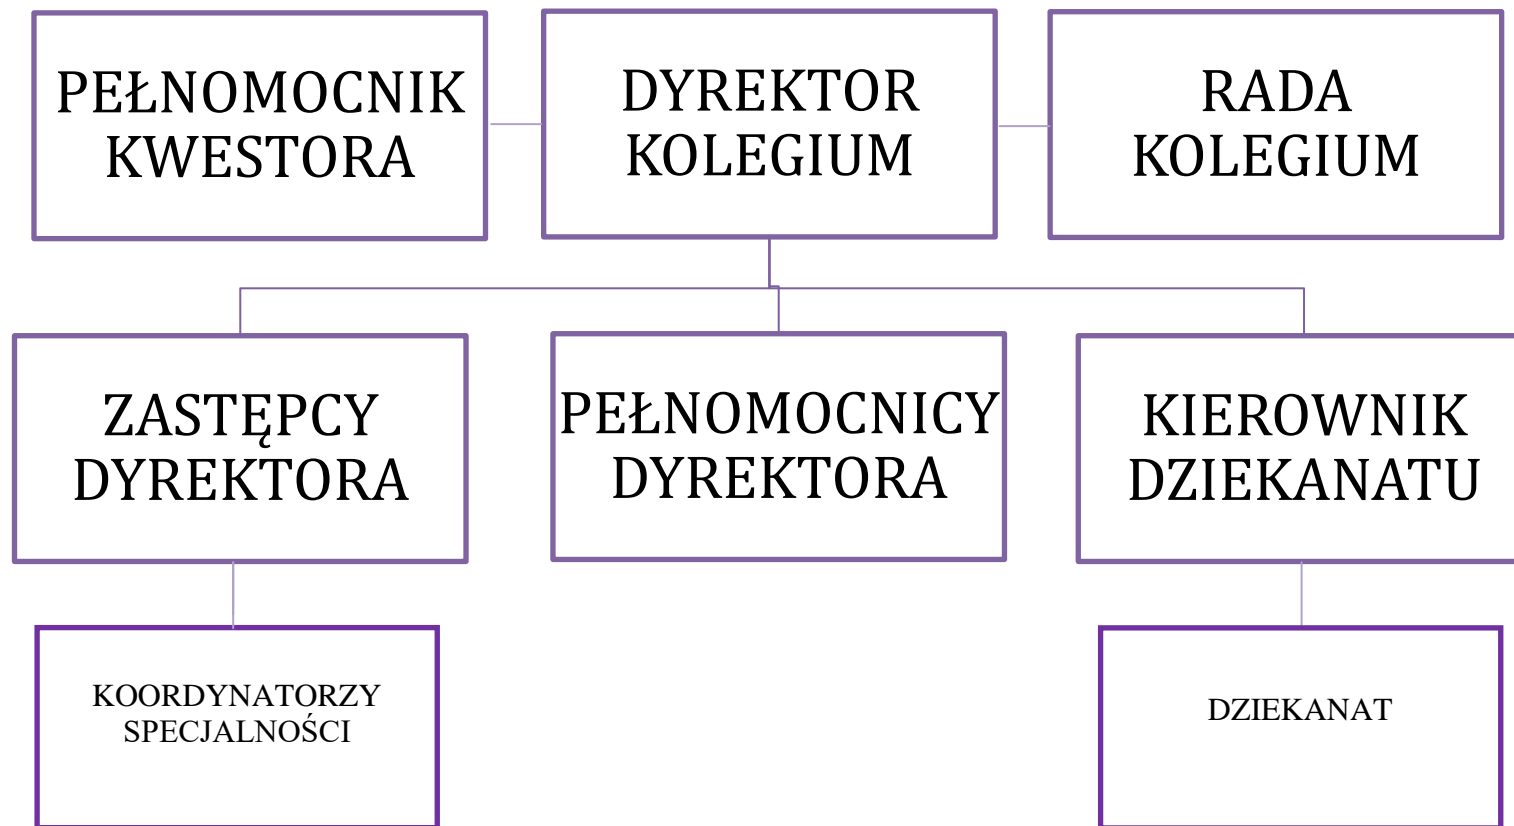 PEŁNOMOCNIK
KWESTORA
DYREKTOR
KOLEGIUM
RADA
KOLEGIUM
ZASTĘPCY
DYREKTORA
PEŁNOMOCNICY
DYREKTORA
KIEROWNIK
DZIEKANATU
KOORDYNATORZY
SPECJALNOŚCI
DZIEKANAT